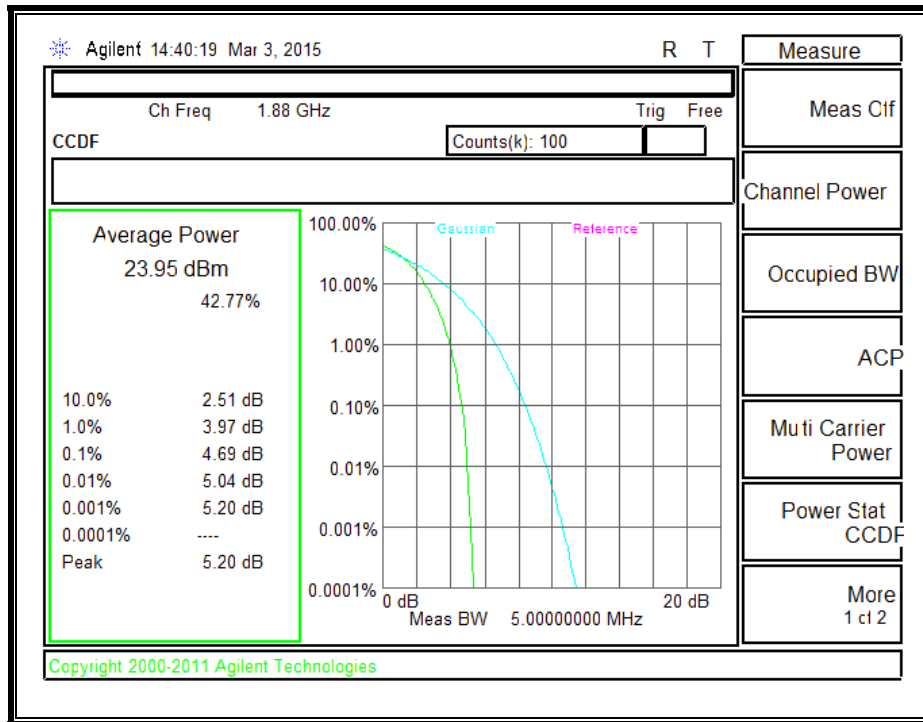 Agilent 14:40:19 Mar 3, 2015 R T
Ch Freq 1.88 GHz Trig Free
CCDF Counts(k): 100
Average Power
23.95 dBm
42.77%
10.0% 2.51 dB
1.0% 3.97 dB
0.1% 4.69 dB
0.01% 5.04 dB
0.001% 5.20 dB
0.0001% ----
Peak 5.20 dB
Gaussian Reference
100.00%
10.00%
1.00%
0.10%
0.01%
0.001%
0.0001%
0 dB 20 dB
Meas BW 5.00000000 MHz
Measure
Meas Off
Channel Power
Occupied BW
ACP
Multi Carrier
Power
Power Stat
CCDF
More
1 of 2
Copyright 2000-2011 Agilent Technologies